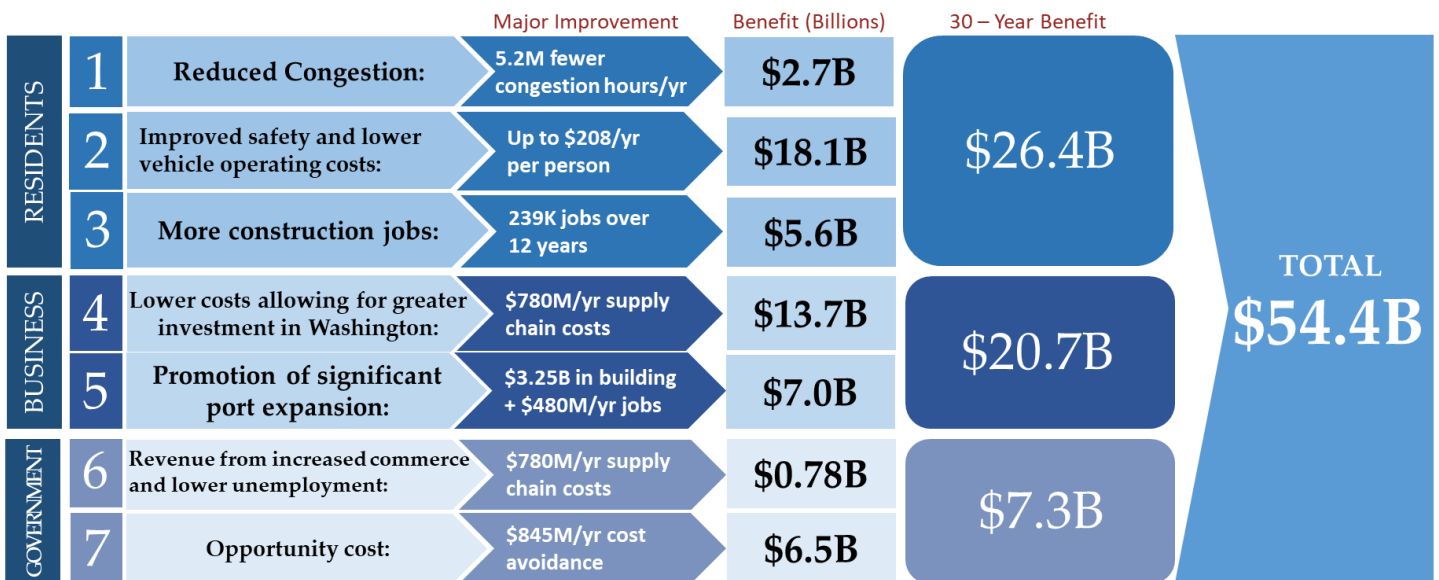 Major Improvement
Benefit (Billions)
30 – Year Benefit
RESIDENTS
1
Reduced Congestion:
5.2M fewer
congestion hours/yr
$2.7B
2
Improved safety and lower
vehicle operating costs:
Up to $208/yr
per person
$18.1B
3
More construction jobs:
239K jobs over
12 years
$5.6B
$26.4B
BUSINESS
4
Lower costs allowing for greater
investment in Washington:
$780M/yr supply
chain costs
$13.7B
5
Promotion of significant
port expansion:
$3.25B in building
+ $480M/yr jobs
$7.0B
$20.7B
GOVERNMENT
6
Revenue from increased commerce
and lower unemployment:
$780M/yr supply
chain costs
$0.78B
7
Opportunity cost:
$845M/yr cost
avoidance
$6.5B
$7.3B
TOTAL
$54.4B